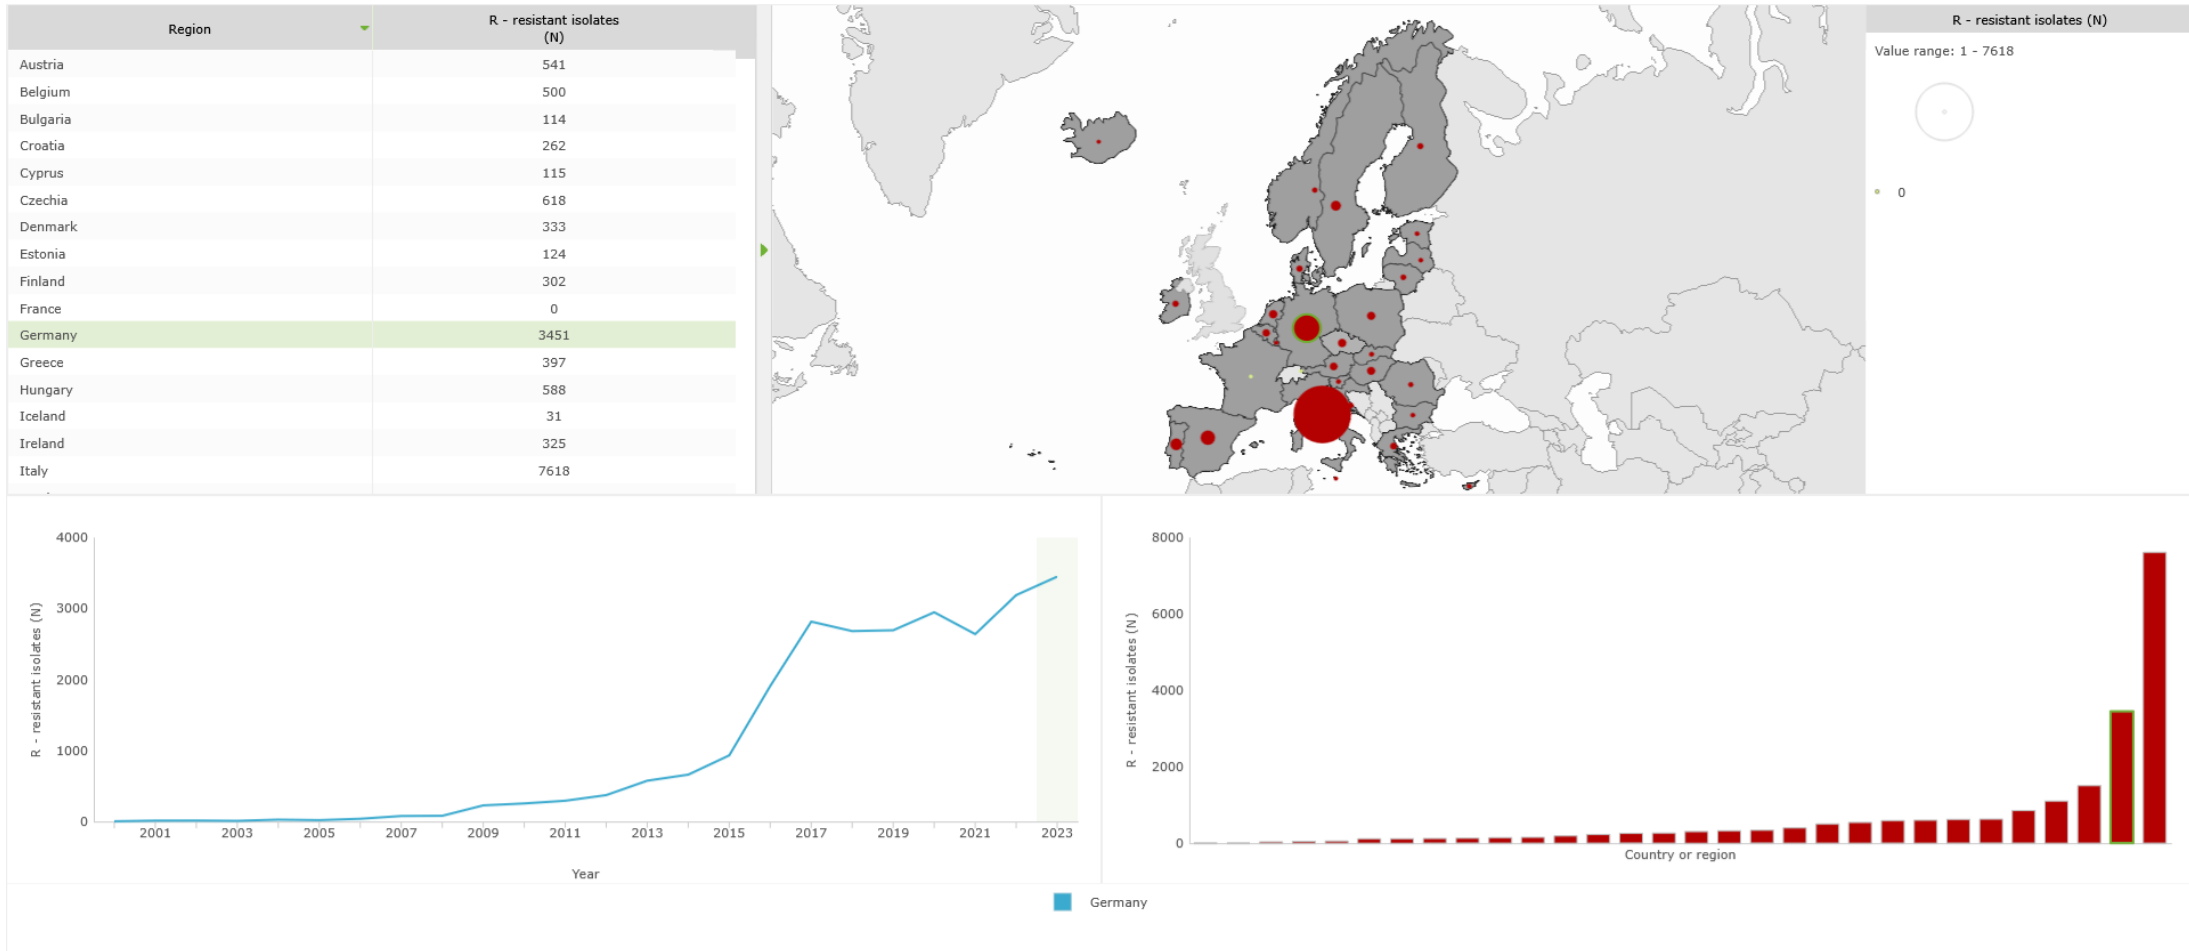 Region
R - resistant isolates
(N)
Austria 541
Belgium 500
Bulgaria 114
Croatia 262
Cyprus 115
Czechia 618
Denmark 333
Estonia 124
Finland 302
France 0
Germany 3451
Greece 397
Hungary 588
Iceland 31
Ireland 325
Italy 7618
R - resistant isolates (N)
Value range: 1 - 7618
0
R - resistant isolates (N)
4000
3000
2000
1000
0
2001 2003 2005 2007 2009 2011 2013 2015 2017 2019 2021 2023
Year
R - resistant isolates (N)
8000
6000
4000
2000
0
Country or region
Germany